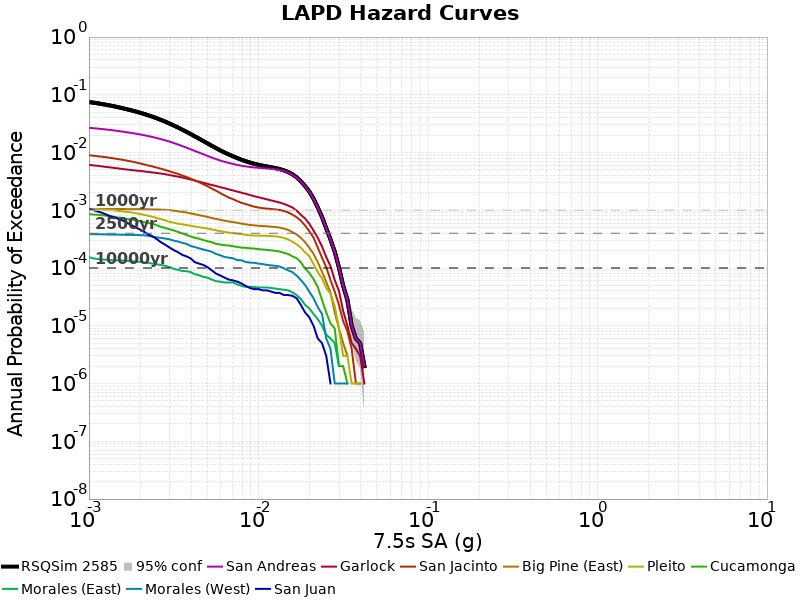 LAPD Hazard Curves
Annual Probability of Exceedance
10^0
10^-1
10^-2
10^-3
10^-4
10^-5
10^-6
10^-7
10^-8
1000yr
2500yr
10000yr
10^-3 10^-2 10^-1 10^0 10^1
7.5s SA (g)
RSQSim 2585 95% conf San Andreas Garlock San Jacinto Big Pine (East) Pleito Cucamonga
Morales (East) Morales (West) San Juan